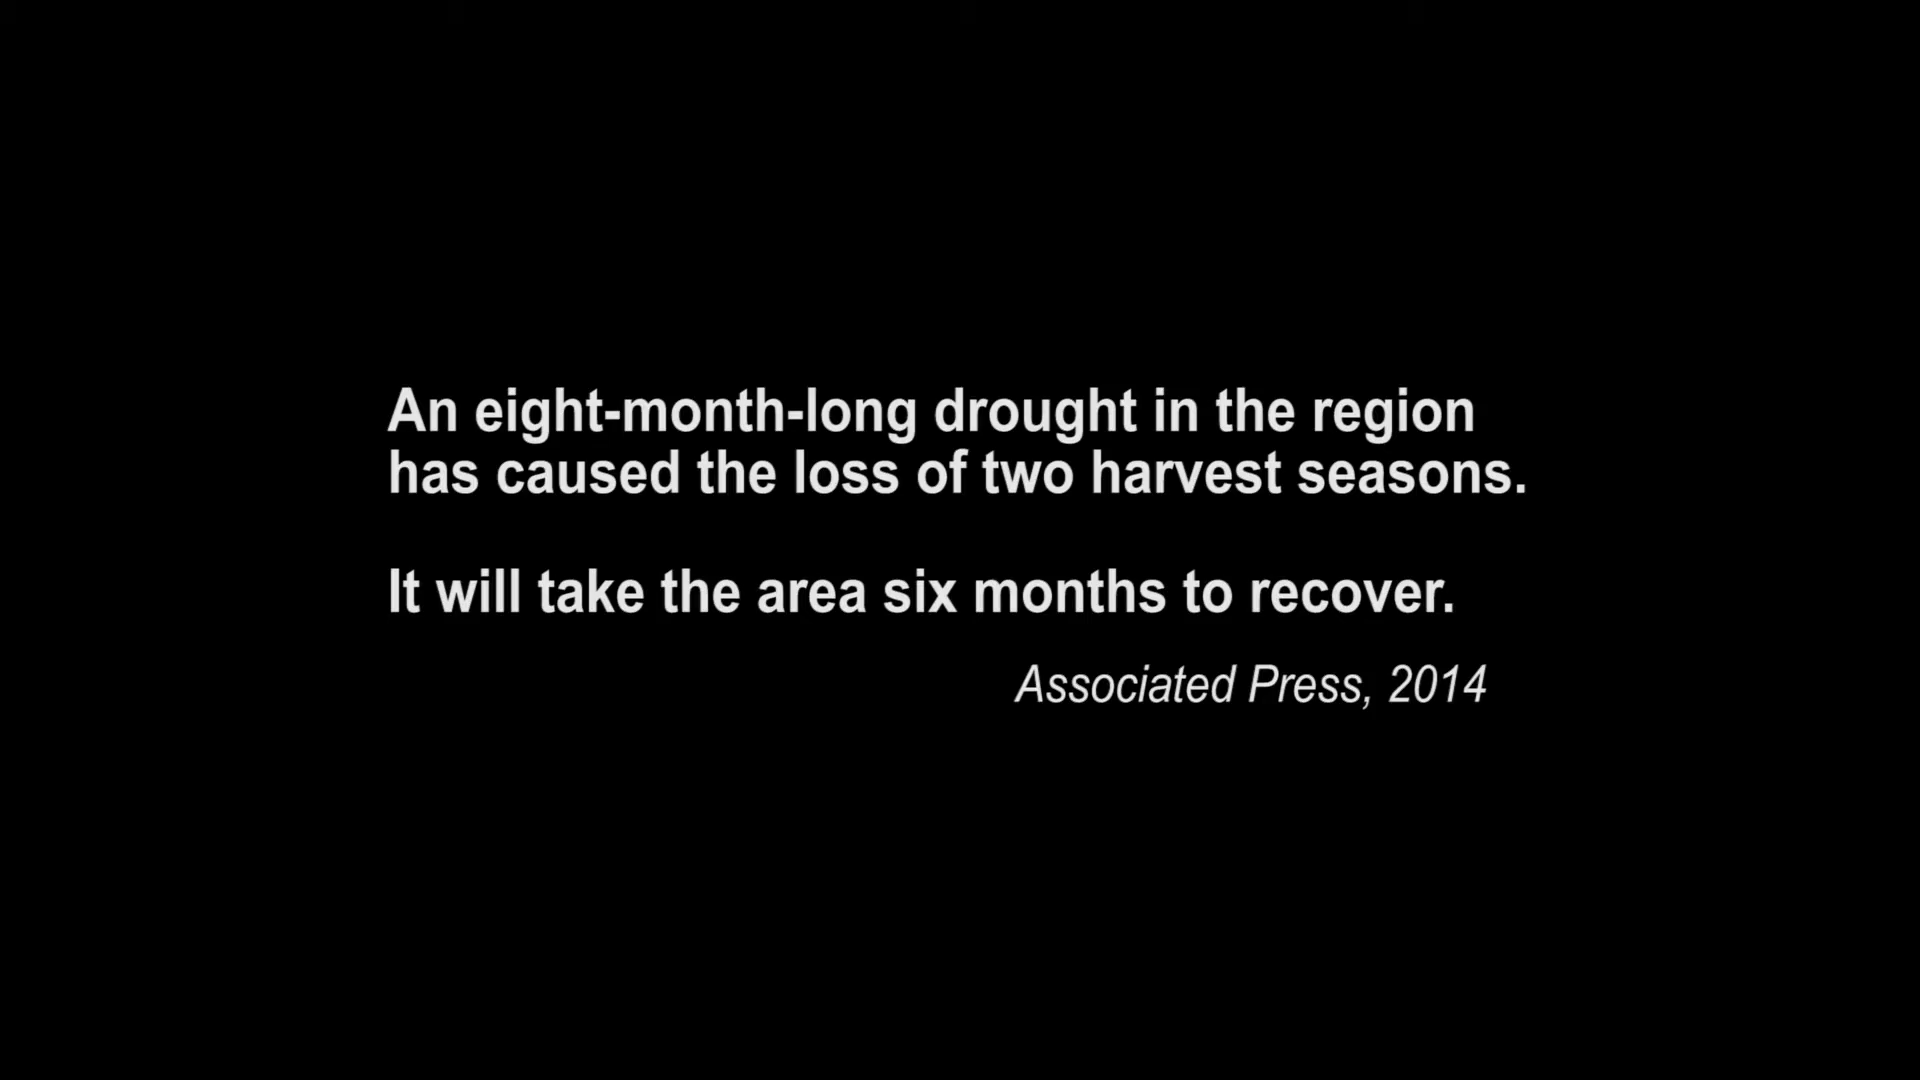 An eight-month-long drought in the region
has caused the loss of two harvest seasons.
It will take the area six months to recover.
Associated Press, 2014